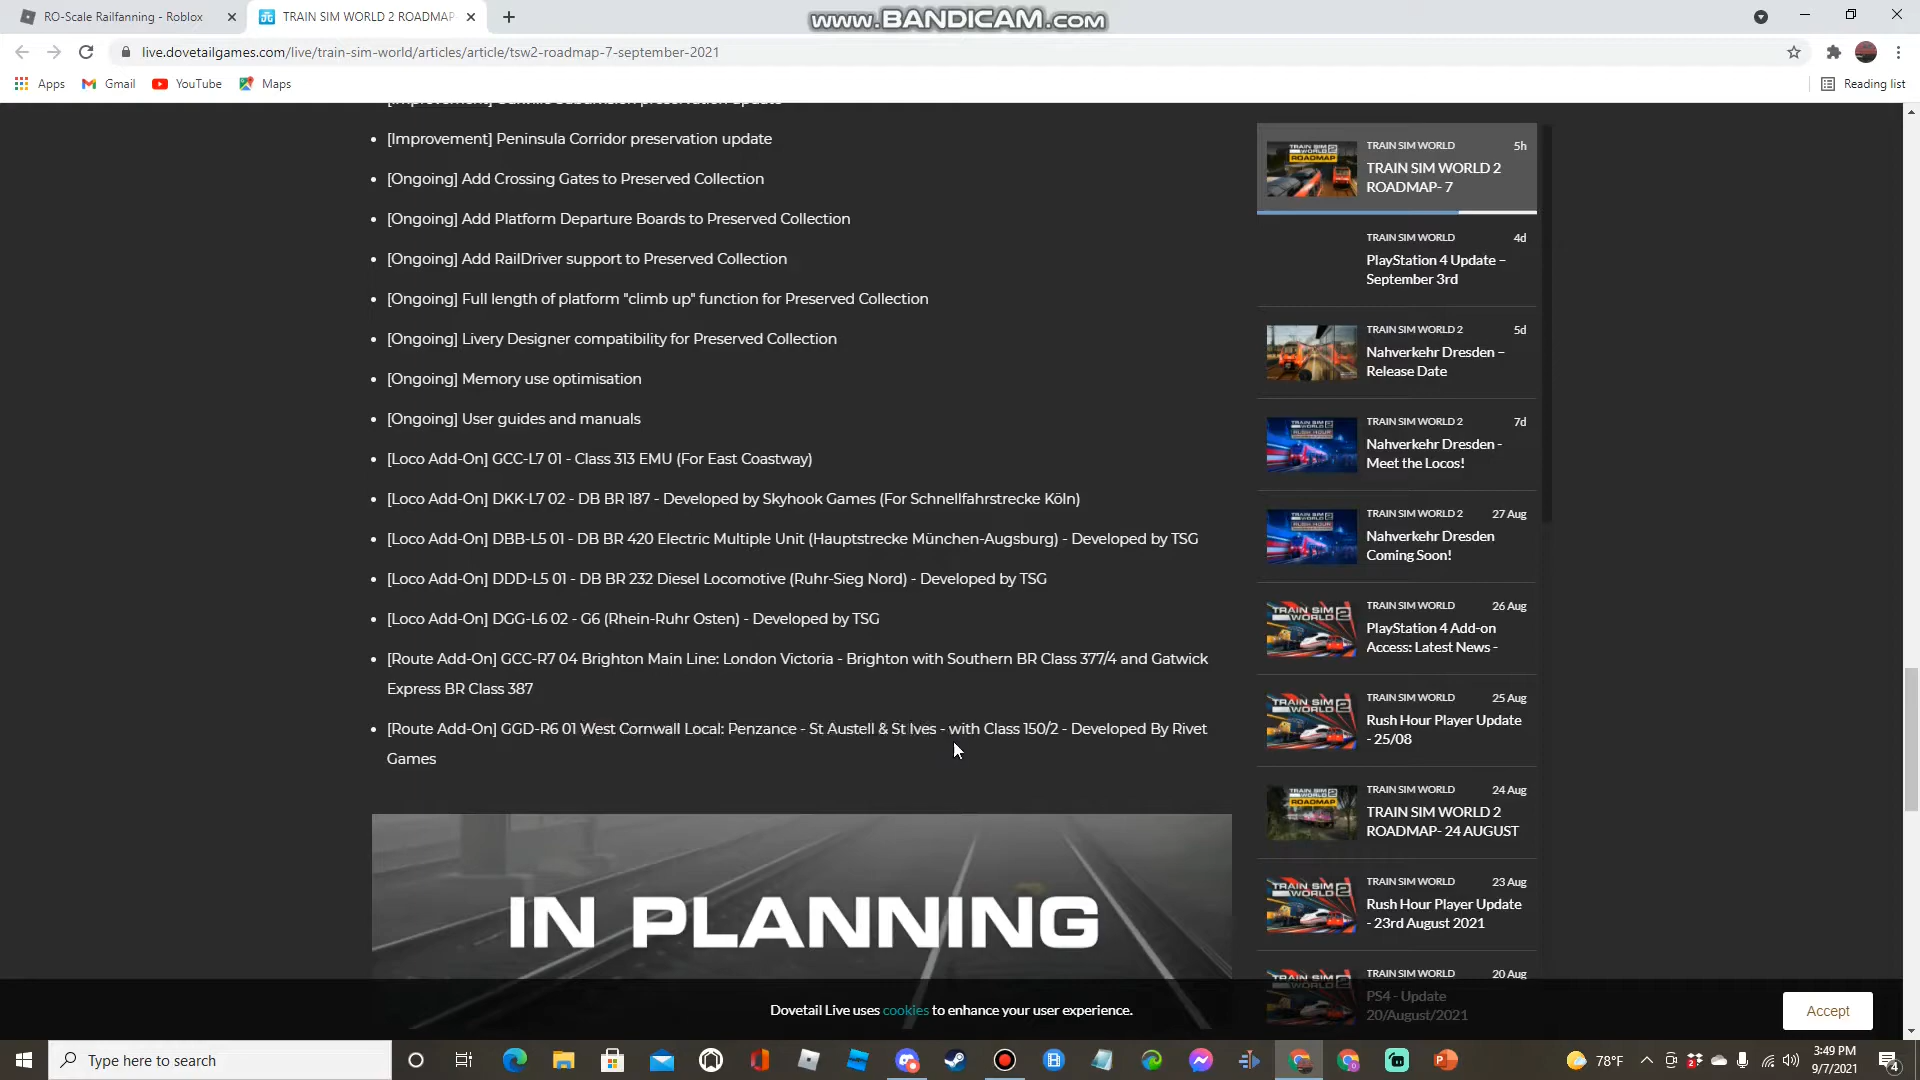 RO-Scale Railfanning - Roblox
TRAIN SIM WORLD 2 ROADMAP-
www.BANDICAM.com
live.dovetailgames.com/live/train-sim-world/articles/article/tsw2-roadmap-7-september-2021
Apps
Gmail
YouTube
Maps
Reading list
• [Improvement] Peninsula Corridor preservation update
• [Ongoing] Add Crossing Gates to Preserved Collection
• [Ongoing] Add Platform Departure Boards to Preserved Collection
• [Ongoing] Add RailDriver support to Preserved Collection
• [Ongoing] Full length of platform "climb up" function for Preserved Collection
• [Ongoing] Livery Designer compatibility for Preserved Collection
• [Ongoing] Memory use optimisation
• [Ongoing] User guides and manuals
• [Loco Add-On] GCC-L7 01 - Class 313 EMU (For East Coastway)
• [Loco Add-On] DKK-L7 02 - DB BR 187 - Developed by Skyhook Games (For Schnellfahrstrecke Köln)
• [Loco Add-On] DBB-L5 01 - DB BR 420 Electric Multiple Unit (Hauptstrecke München-Augsburg) - Developed by TSG
• [Loco Add-On] DDD-L5 01 - DB BR 232 Diesel Locomotive (Ruhr-Sieg Nord) - Developed by TSG
• [Loco Add-On] DGG-L6 02 - G6 (Rhein-Ruhr Osten) - Developed by TSG
• [Route Add-On] GCC-R7 04 Brighton Main Line: London Victoria - Brighton with Southern BR Class 377/4 and Gatwick
Express BR Class 387
• [Route Add-On] GGD-R6 01 West Cornwall Local: Penzance - St Austell & St Ives - with Class 150/2 - Developed By Rivet
Games
IN PLANNING
TRAIN SIM WORLD 5h
TRAIN SIM WORLD 2
ROADMAP- 7
TRAIN SIM WORLD 4d
PlayStation 4 Update –
September 3rd
TRAIN SIM WORLD 2 5d
Nahverkehr Dresden –
Release Date
TRAIN SIM WORLD 2 7d
Nahverkehr Dresden -
Meet the Locos!
TRAIN SIM WORLD 2 27 Aug
Nahverkehr Dresden
Coming Soon!
TRAIN SIM WORLD 26 Aug
PlayStation 4 Add-on
Access: Latest News -
TRAIN SIM WORLD 25 Aug
Rush Hour Player Update
- 25/08
TRAIN SIM WORLD 24 Aug
TRAIN SIM WORLD 2
ROADMAP- 24 AUGUST
TRAIN SIM WORLD 23 Aug
Rush Hour Player Update
- 23rd August 2021
TRAIN SIM WORLD 20 Aug
PS4 - Update
20/August/2021
Dovetail Live uses cookies to enhance your user experience.
Accept
Type here to search
78°F
3:49 PM
9/7/2021
4